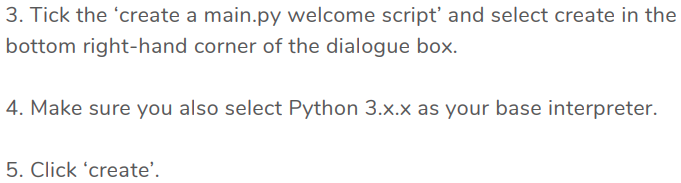 3. Tick the ‘create a main.py welcome script’ and select create in the
bottom right-hand corner of the dialogue box.
4. Make sure you also select Python 3.x.x as your base interpreter.
5. Click ‘create’.